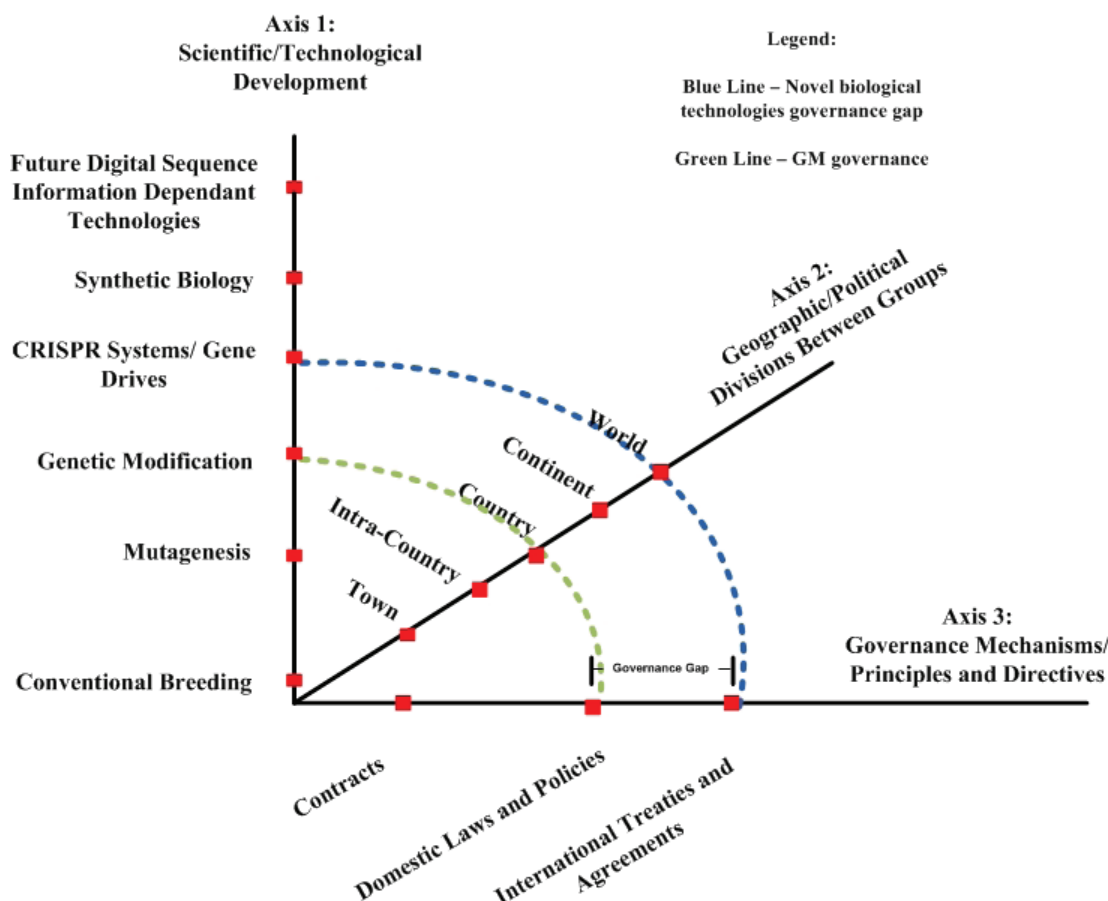 Axis 1:
Scientific/Technological
Development
Legend:
Blue Line – Novel biological
technologies governance gap
Green Line – GM governance
Future Digital Sequence
Information Dependant
Technologies
Synthetic Biology
CRISPR Systems/ Gene
Drives
Genetic Modification
Mutagenesis
Conventional Breeding
Axis 2:
Geographic/Political
Divisions Between Groups
World
Continent
Country
Intra-Country
Town
Axis 3:
Governance Mechanisms/
Principles and Directives
Governance Gap
Contracts
Domestic Laws and Policies
International Treaties and
Agreements